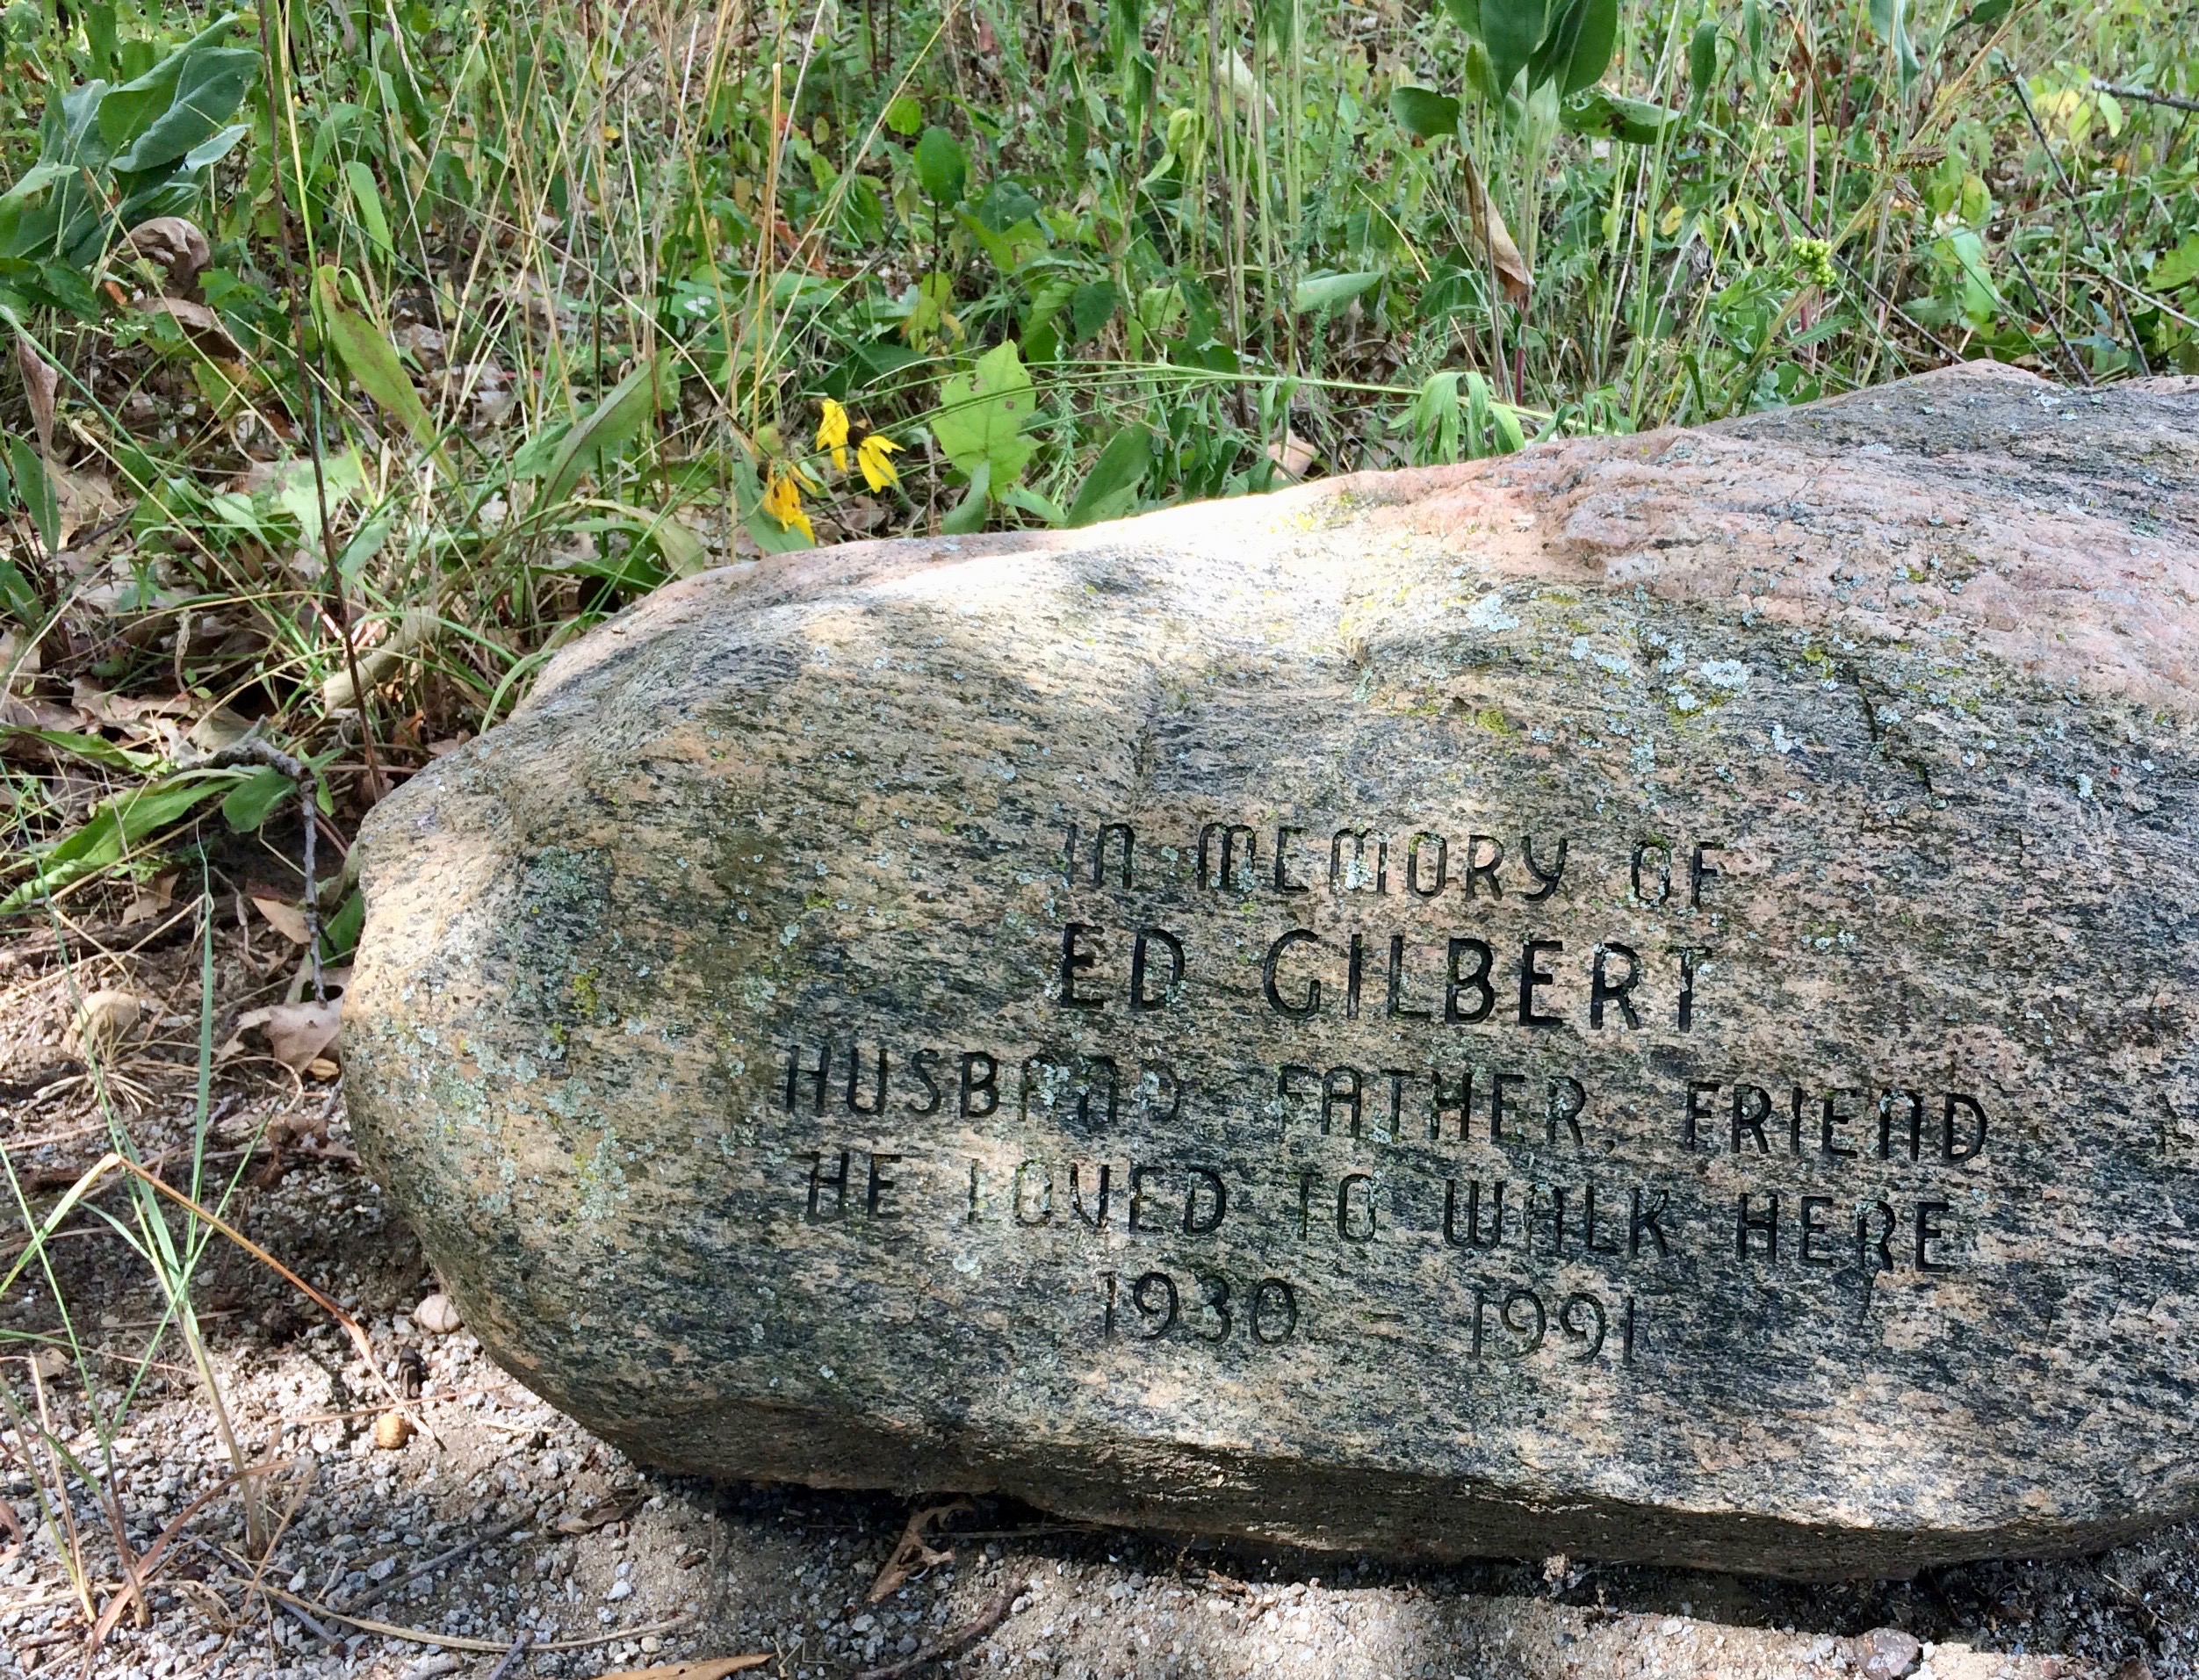 IN MEMORY OF
ED GILBERT
HUSBAND FATHER, FRIEND
HE LOVED TO WALK HERE
1930 - 1991